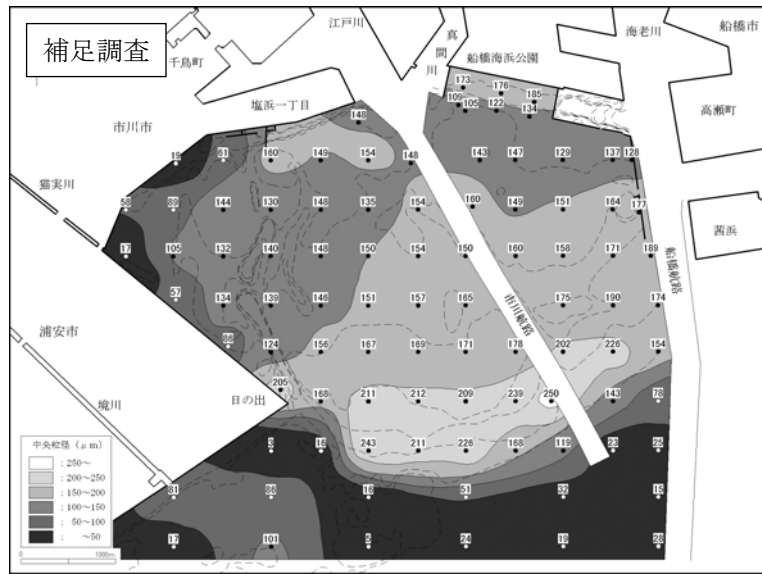 補足調査
江戸川
真間川
船橋海浜公園
海老川
船橋市
千鳥町
塩浜一丁目
高瀬町
市川市
猫実川
茜浜
船橋航路
市川航路
浦安市
境川
日の出
173
176
185
109 105 122 134
148
19 61 160 149 154 148 143 147 129 137 128
58 89 144 130 148 135 154 160 149 151 164 177
17 105 132 140 148 150 154 150 160 158 171 189
57 134 139 146 151 157 165 175 190 174
86 124 156 167 169 171 178 202 226 154
205 168 211 212 209 239 250 143 78
16 243 211 226 168 119 23 25
81 86 16 51 32 15
17 101 5 24 19 28
中央粒径(μm)
:250~
:200~250
:150~200
:100~150
:50~100
: ~50
0 1000m